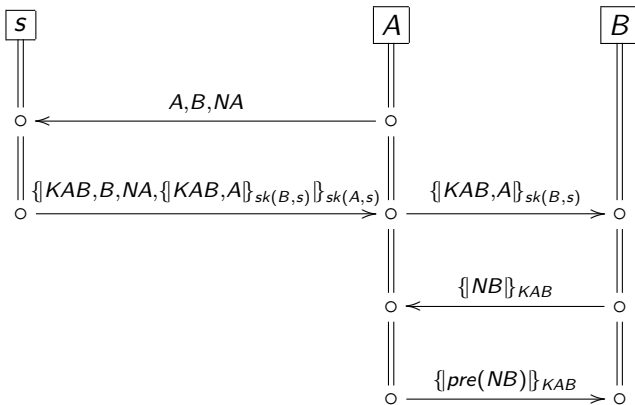 s A B
A,B,NA
{|KAB,B,NA,{|KAB,A|}sk(B,s)|}sk(A,s) {|KAB,A|}sk(B,s)
{|NB|}KAB
{|pre(NB)|}KAB